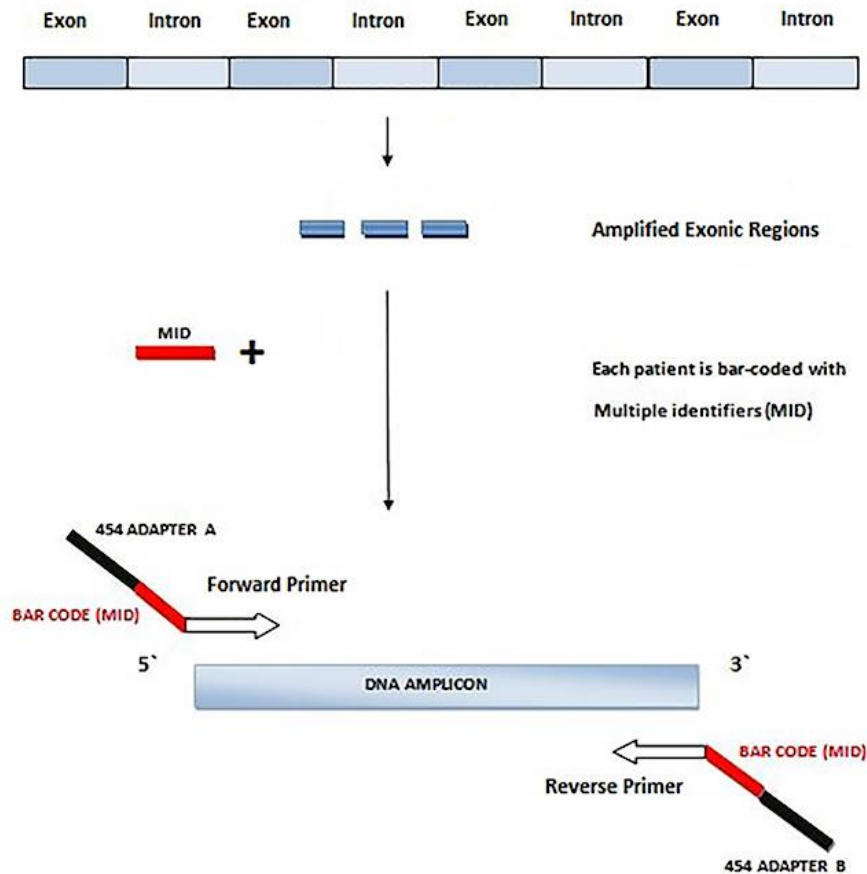 Exon Intron Exon Intron Exon Intron Exon Intron
Amplified Exonic Regions
MID
+
Each patient is bar-coded with
Multiple identifiers (MID)
454 ADAPTER A
Forward Primer
BAR CODE (MID)
5`
3`
DNA AMPLICON
BAR CODE (MID)
Reverse Primer
454 ADAPTER B